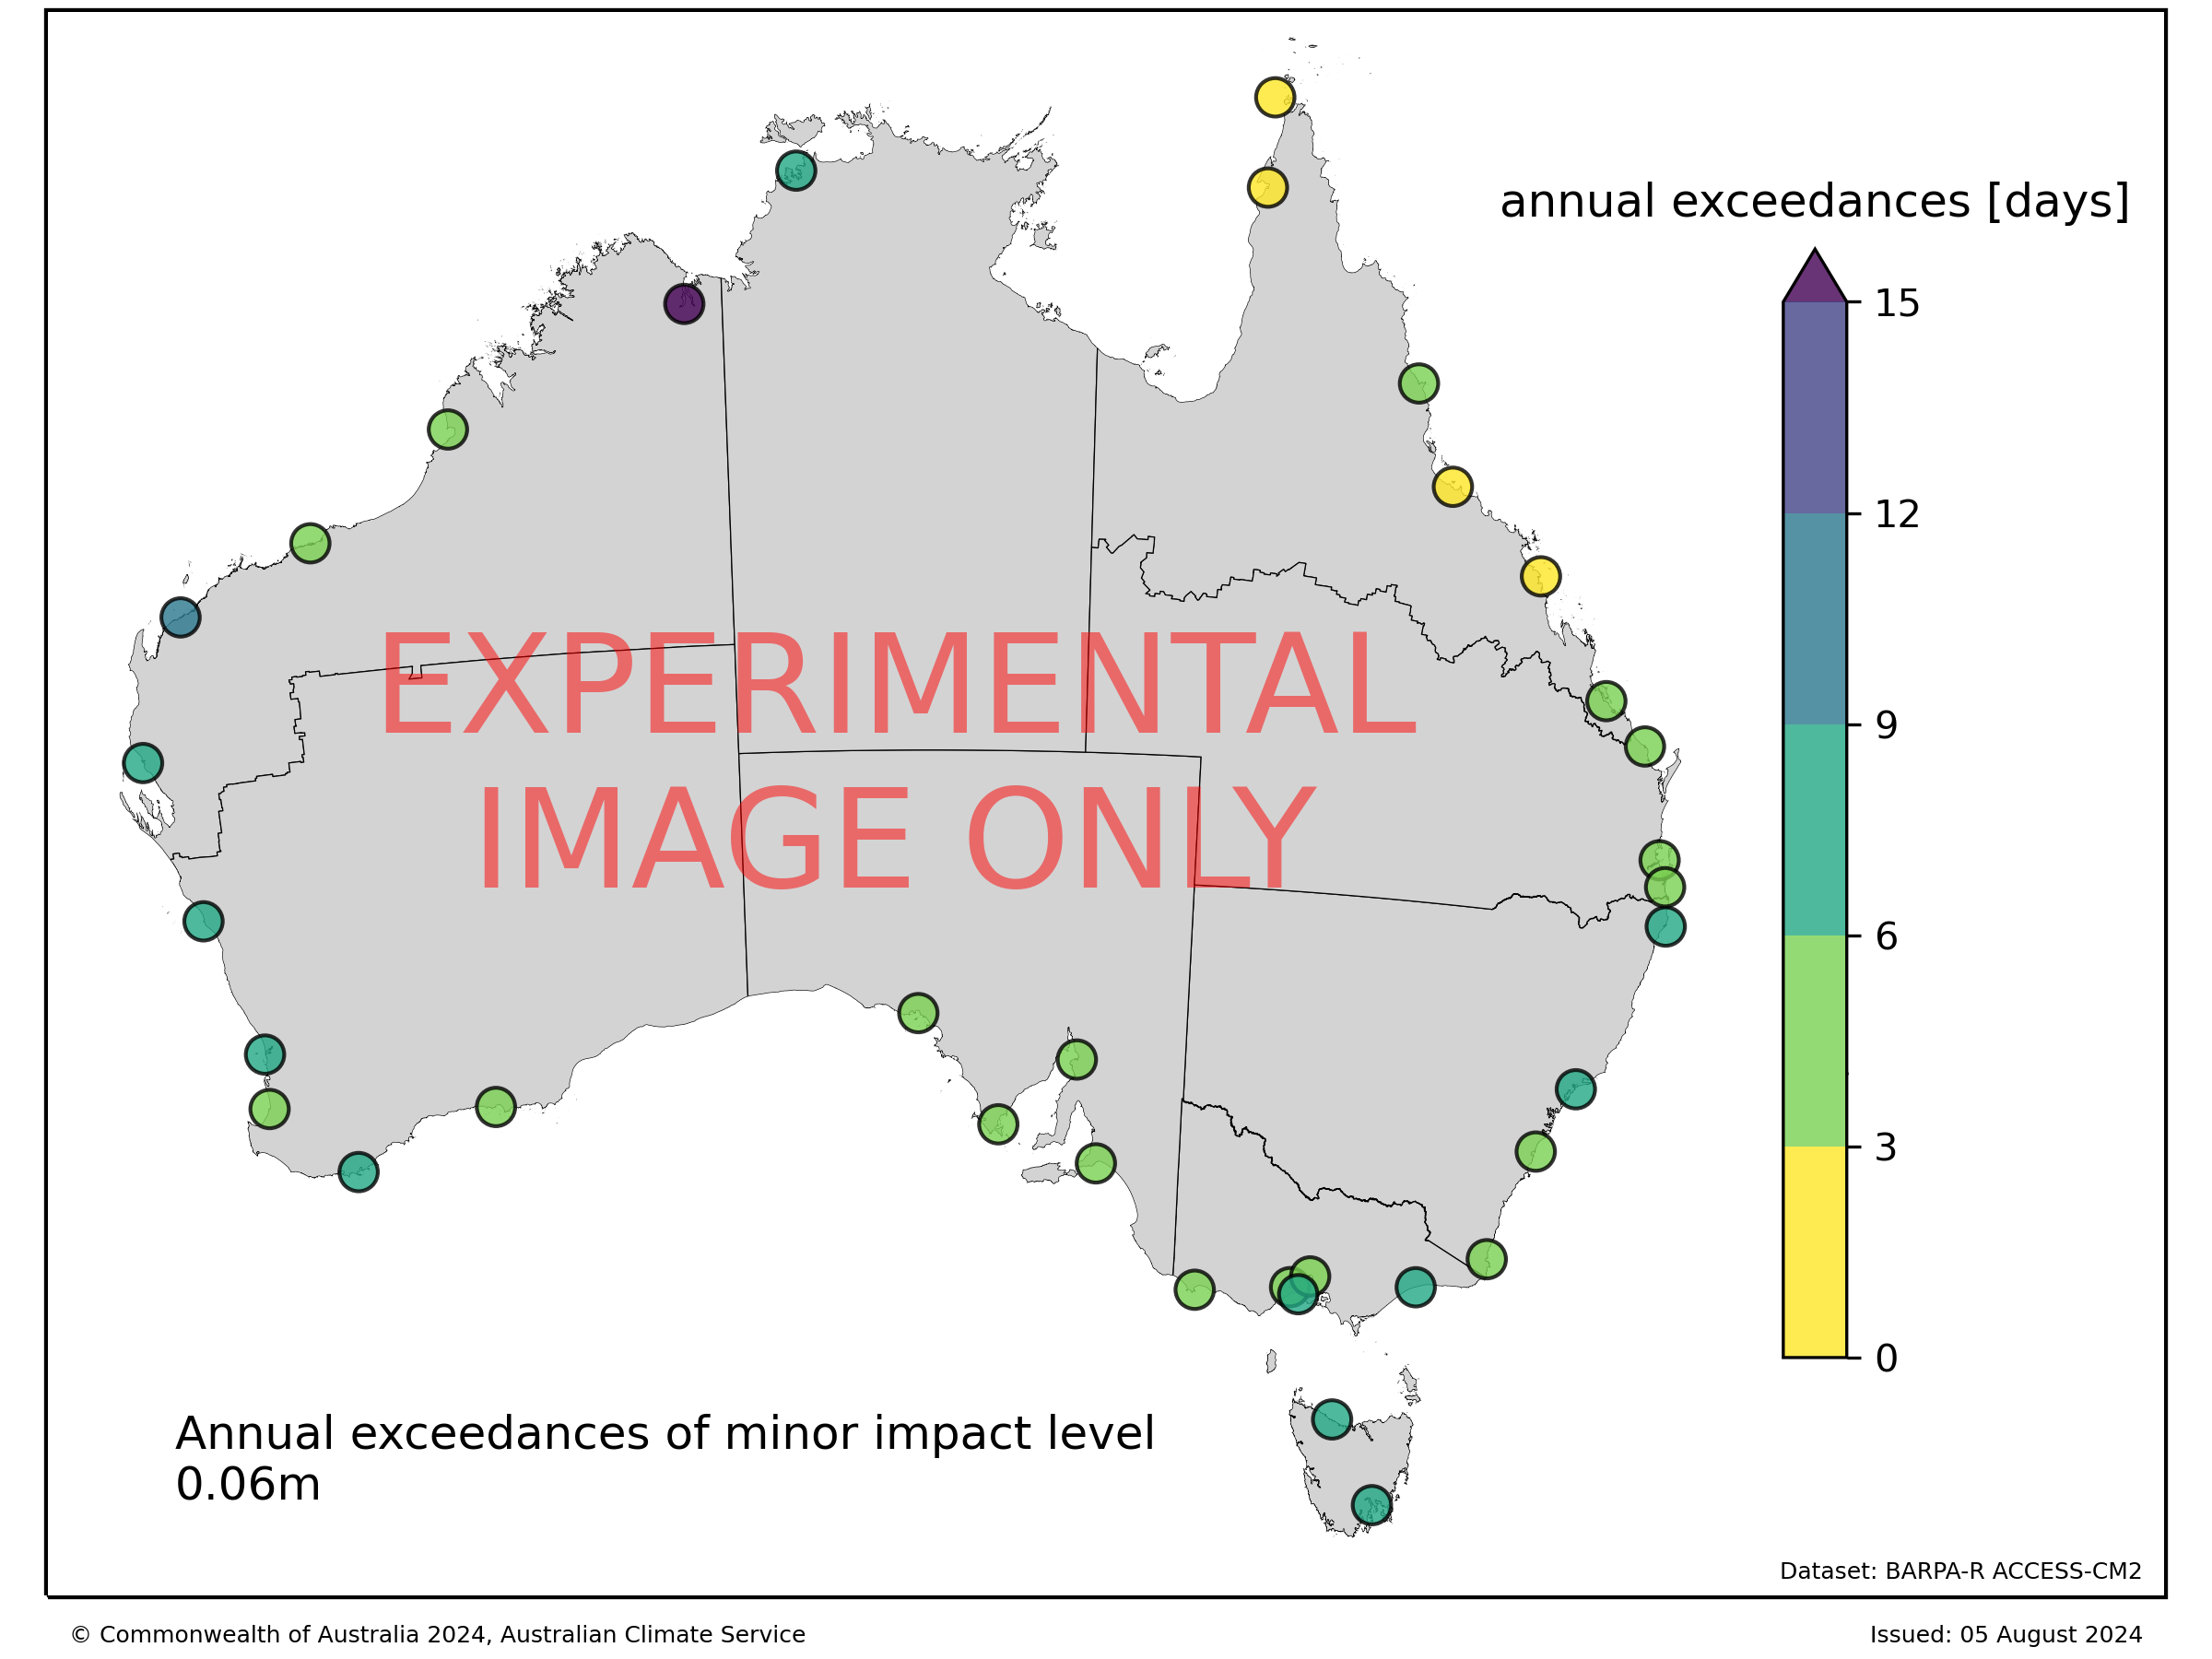 annual exceedances [days]
15
12
9
6
3
0
EXPERIMENTAL
IMAGE ONLY
Annual exceedances of minor impact level
0.06m
Dataset: BARPA-R ACCESS-CM2
© Commonwealth of Australia 2024, Australian Climate Service
Issued: 05 August 2024